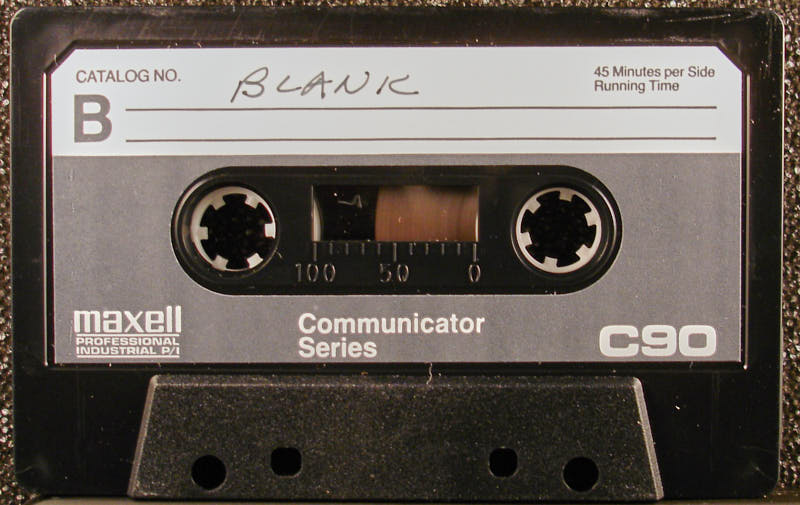 CATALOG NO.
BLANK
45 Minutes per Side
Running Time
B
100 50 0
maxell
PROFESSIONAL
INDUSTRIAL P/I
Communicator
Series
C90